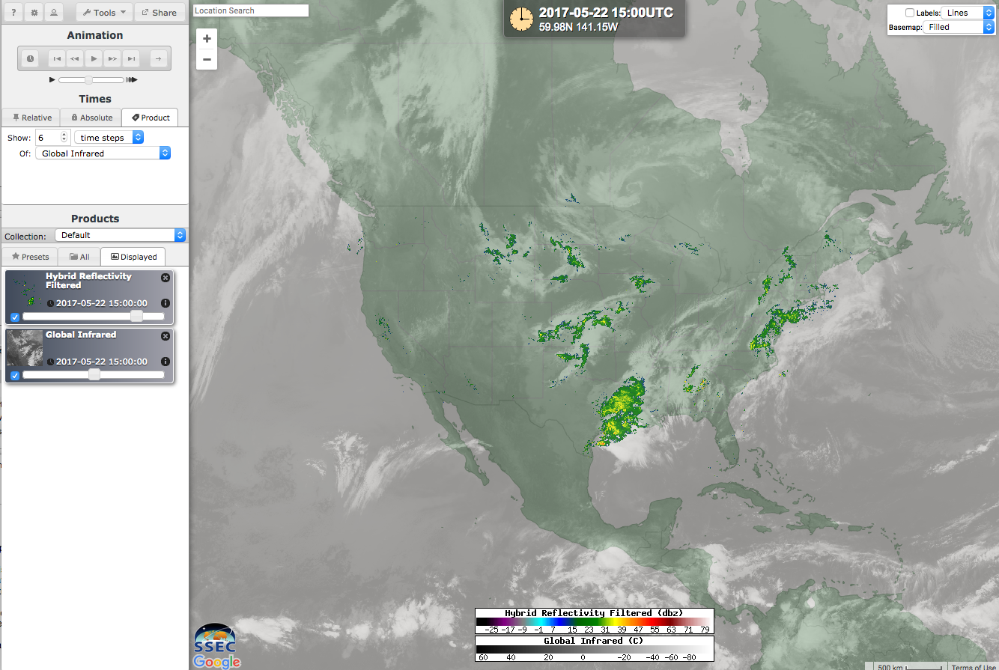 ?
Tools
Share
Location Search
2017-05-22 15:00UTC
59.98N 141.15W
Labels: Lines
Basemap: Filled
Animation
+
−
Times
Relative
Absolute
Product
Show: 6 time steps
Of: Global Infrared
Products
Collection: Default
Presets
All
Displayed
Hybrid Reflectivity
Filtered
2017-05-22 15:00:00
Global Infrared
2017-05-22 15:00:00
Hybrid Reflectivity Filtered (dbz)
-25 -17 -9 -1 7 15 23 31 39 47 55 63 71 79
Global Infrared (C)
60 40 20 0 -20 -40 -60 -80
SSEC
Google
500 km
Terms of Use